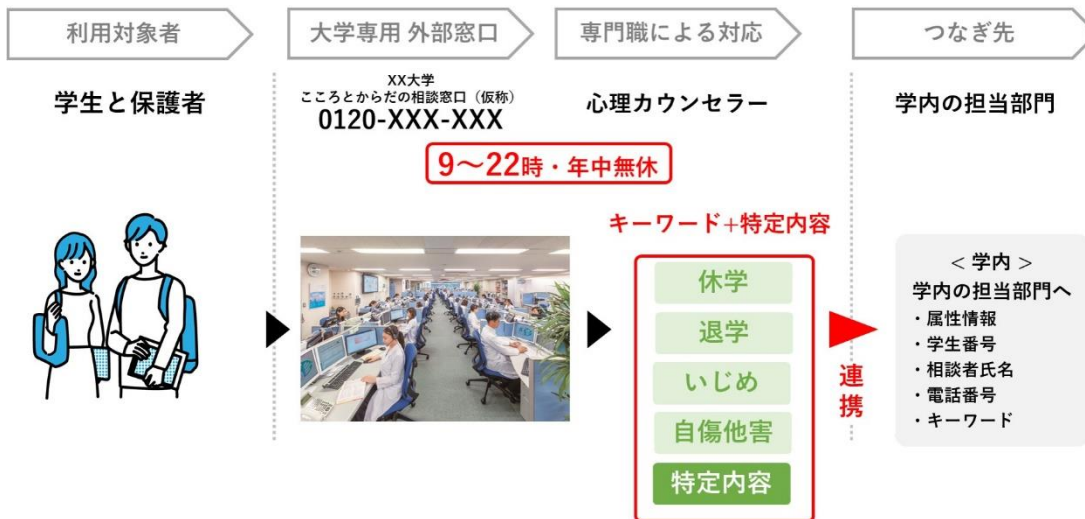 利用対象者
大学専用 外部窓口
専門職による対応
つなぎ先
学生と保護者
XX大学
こころとからだの相談窓口（仮称）
0120-XXX-XXX
心理カウンセラー
学内の担当部門
9〜22時・年中無休
キーワード+特定内容
休学
退学
いじめ
自傷他害
特定内容
連携
＜学内＞
学内の担当部門へ
・属性情報
・学生番号
・相談者氏名
・電話番号
・キーワード